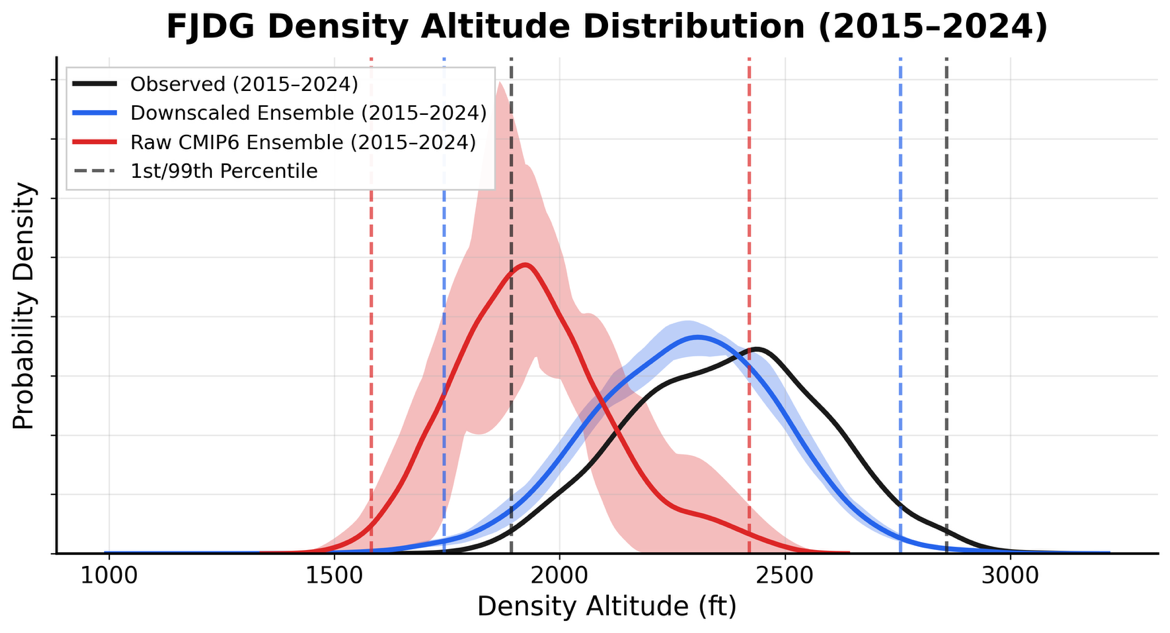 FJDG Density Altitude Distribution (2015–2024)
Observed (2015–2024)
Downscaled Ensemble (2015–2024)
Raw CMIP6 Ensemble (2015–2024)
1st/99th Percentile
Probability Density
1000 1500 2000 2500 3000
Density Altitude (ft)